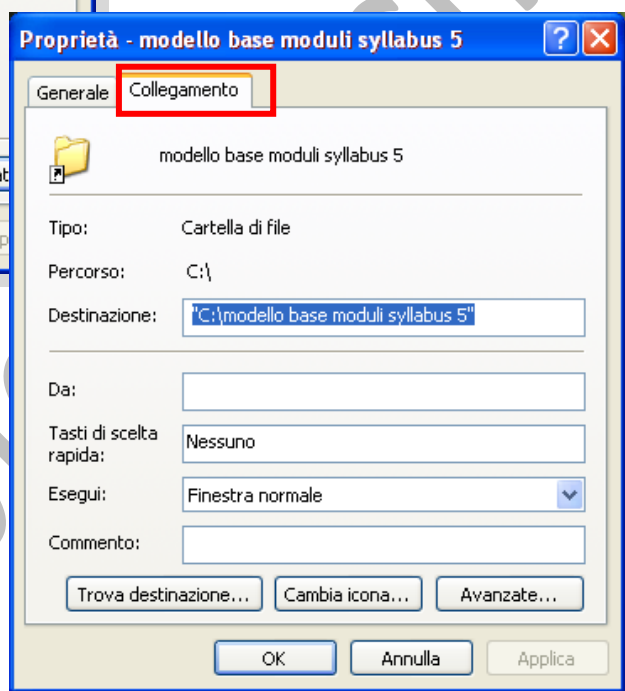 Proprietà - modello base moduli syllabus 5
Generale
Collegamento
modello base moduli syllabus 5
Tipo: Cartella di file
Percorso: C:\
Destinazione: "C:\modello base moduli syllabus 5"
Da:
Tasti di scelta
rapida: Nessuno
Esegui: Finestra normale
Commento:
Trova destinazione... Cambia icona... Avanzate...
OK Annulla Applica